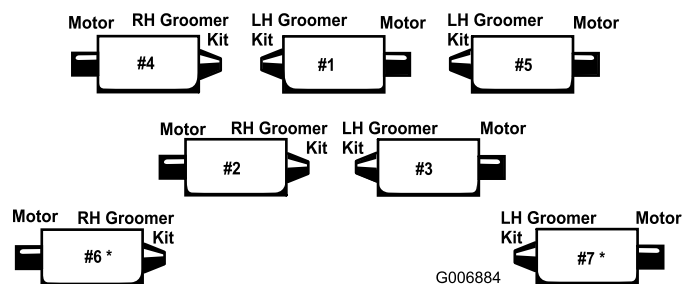 Motor RH Groomer Kit
#4
LH Groomer Kit Motor
#1
LH Groomer Kit Motor
#5
Motor RH Groomer Kit
#2
LH Groomer Kit Motor
#3
Motor RH Groomer Kit
#6 *
LH Groomer Kit Motor
#7 *
G006884